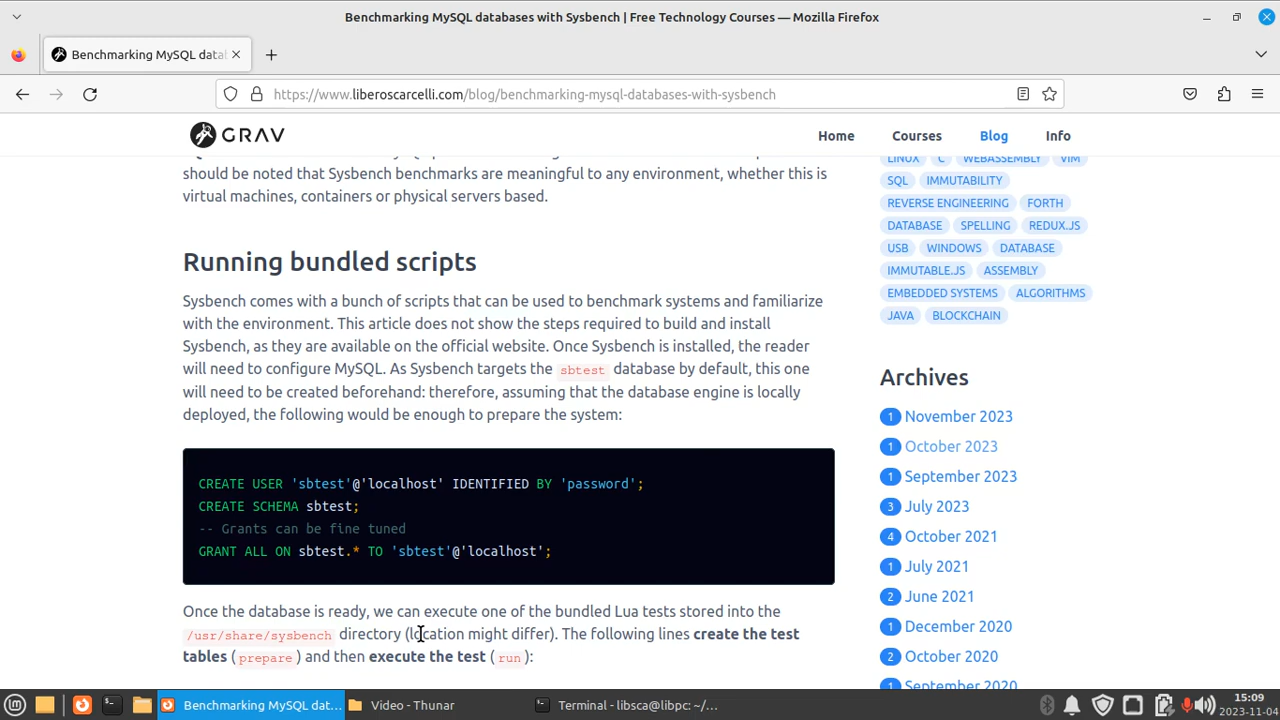 Benchmarking MySQL databases with Sysbench | Free Technology Courses — Mozilla Firefox
Benchmarking MySQL data
https://www.liberoscarcelli.com/blog/benchmarking-mysql-databases-with-sysbench
GRAV
Home Courses Blog Info
should be noted that Sysbench benchmarks are meaningful to any environment, whether this is
virtual machines, containers or physical servers based.
Running bundled scripts
Sysbench comes with a bunch of scripts that can be used to benchmark systems and familiarize
with the environment. This article does not show the steps required to build and install
Sysbench, as they are available on the official website. Once Sysbench is installed, the reader
will need to configure MySQL. As Sysbench targets the sbtest database by default, this one
will need to be created beforehand: therefore, assuming that the database engine is locally
deployed, the following would be enough to prepare the system:
CREATE USER 'sbtest'@'localhost' IDENTIFIED BY 'password';
CREATE SCHEMA sbtest;
-- Grants can be fine tuned
GRANT ALL ON sbtest.* TO 'sbtest'@'localhost';
Once the database is ready, we can execute one of the bundled Lua tests stored into the
/usr/share/sysbench directory (location might differ). The following lines create the test
tables ( prepare ) and then execute the test ( run ):
LINUX C WEBASSEMBLY VIM
SQL IMMUTABILITY
REVERSE ENGINEERING FORTH
DATABASE SPELLING REDUX.JS
USB WINDOWS DATABASE
IMMUTABLE.JS ASSEMBLY
EMBEDDED SYSTEMS ALGORITHMS
JAVA BLOCKCHAIN
Archives
1 November 2023
1 October 2023
1 September 2023
3 July 2023
4 October 2021
1 July 2021
2 June 2021
1 December 2020
2 October 2020
September 2020
Benchmarking MySQL dat...
Video - Thunar
Terminal - libsca@libpc: ~/...
15:09
2023-11-04